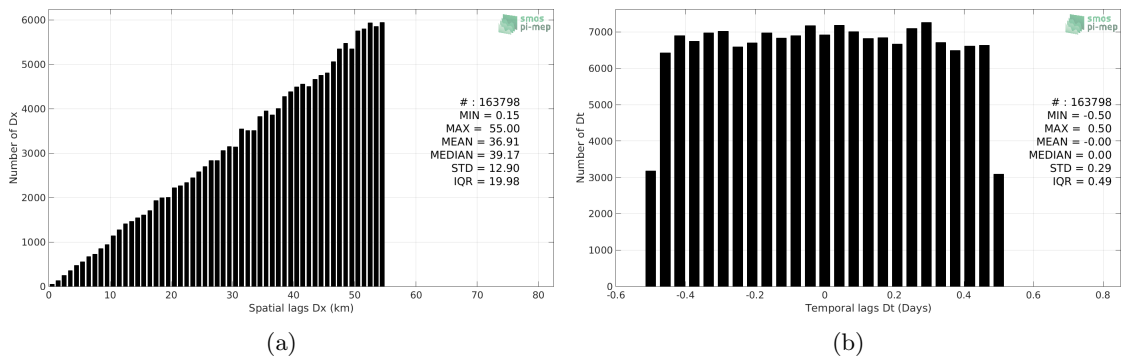 smos
pi-mep
6000
5000
4000
3000
2000
1000
0
Number of Dx
# : 163798
MIN = 0.15
MAX = 55.00
MEAN = 36.91
MEDIAN = 39.17
STD = 12.90
IQR = 19.98
0 10 20 30 40 50 60 70 80
Spatial lags Dx (km)
(a)
smos
pi-mep
7000
6000
5000
4000
3000
2000
1000
0
Number of Dt
# : 163798
MIN = -0.50
MAX = 0.50
MEAN = -0.00
MEDIAN = 0.00
STD = 0.29
IQR = 0.49
-0.6 -0.4 -0.2 0 0.2 0.4 0.6 0.8
Temporal lags Dt (Days)
(b)